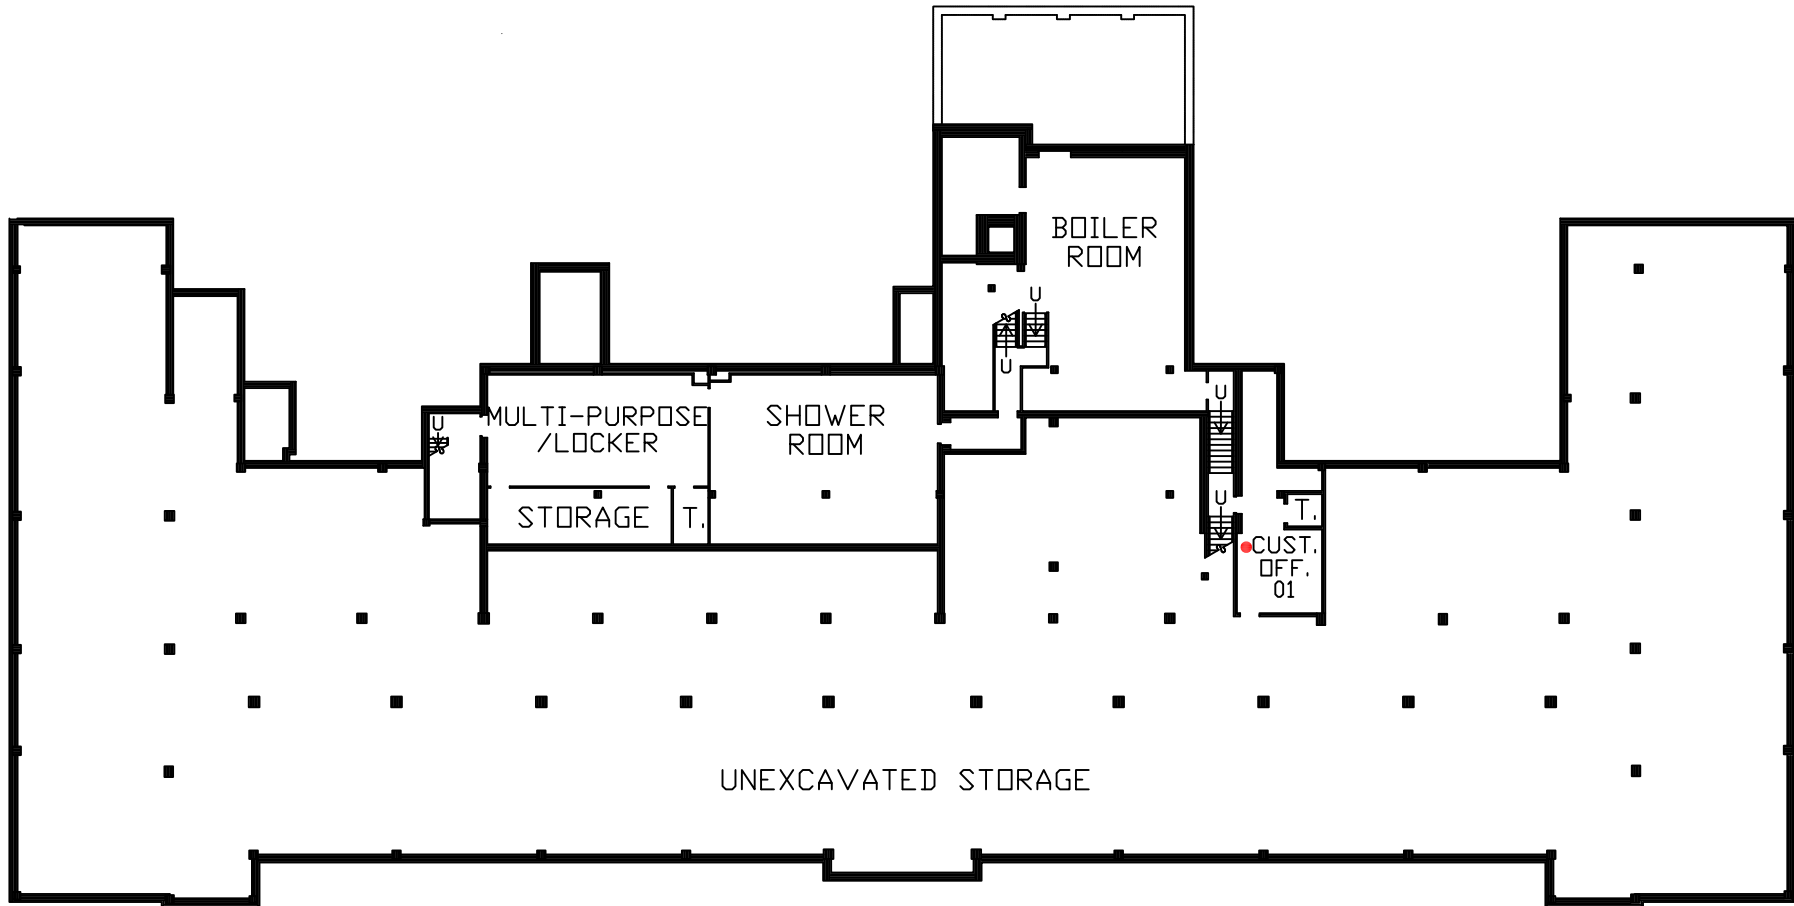 BOILER
ROOM
U
U
U
U
MULTI-PURPOSE
/LOCKER
SHOWER
ROOM
U
STORAGE
T.
T.
CUST.
OFF.
01
UNEXCAVATED STORAGE